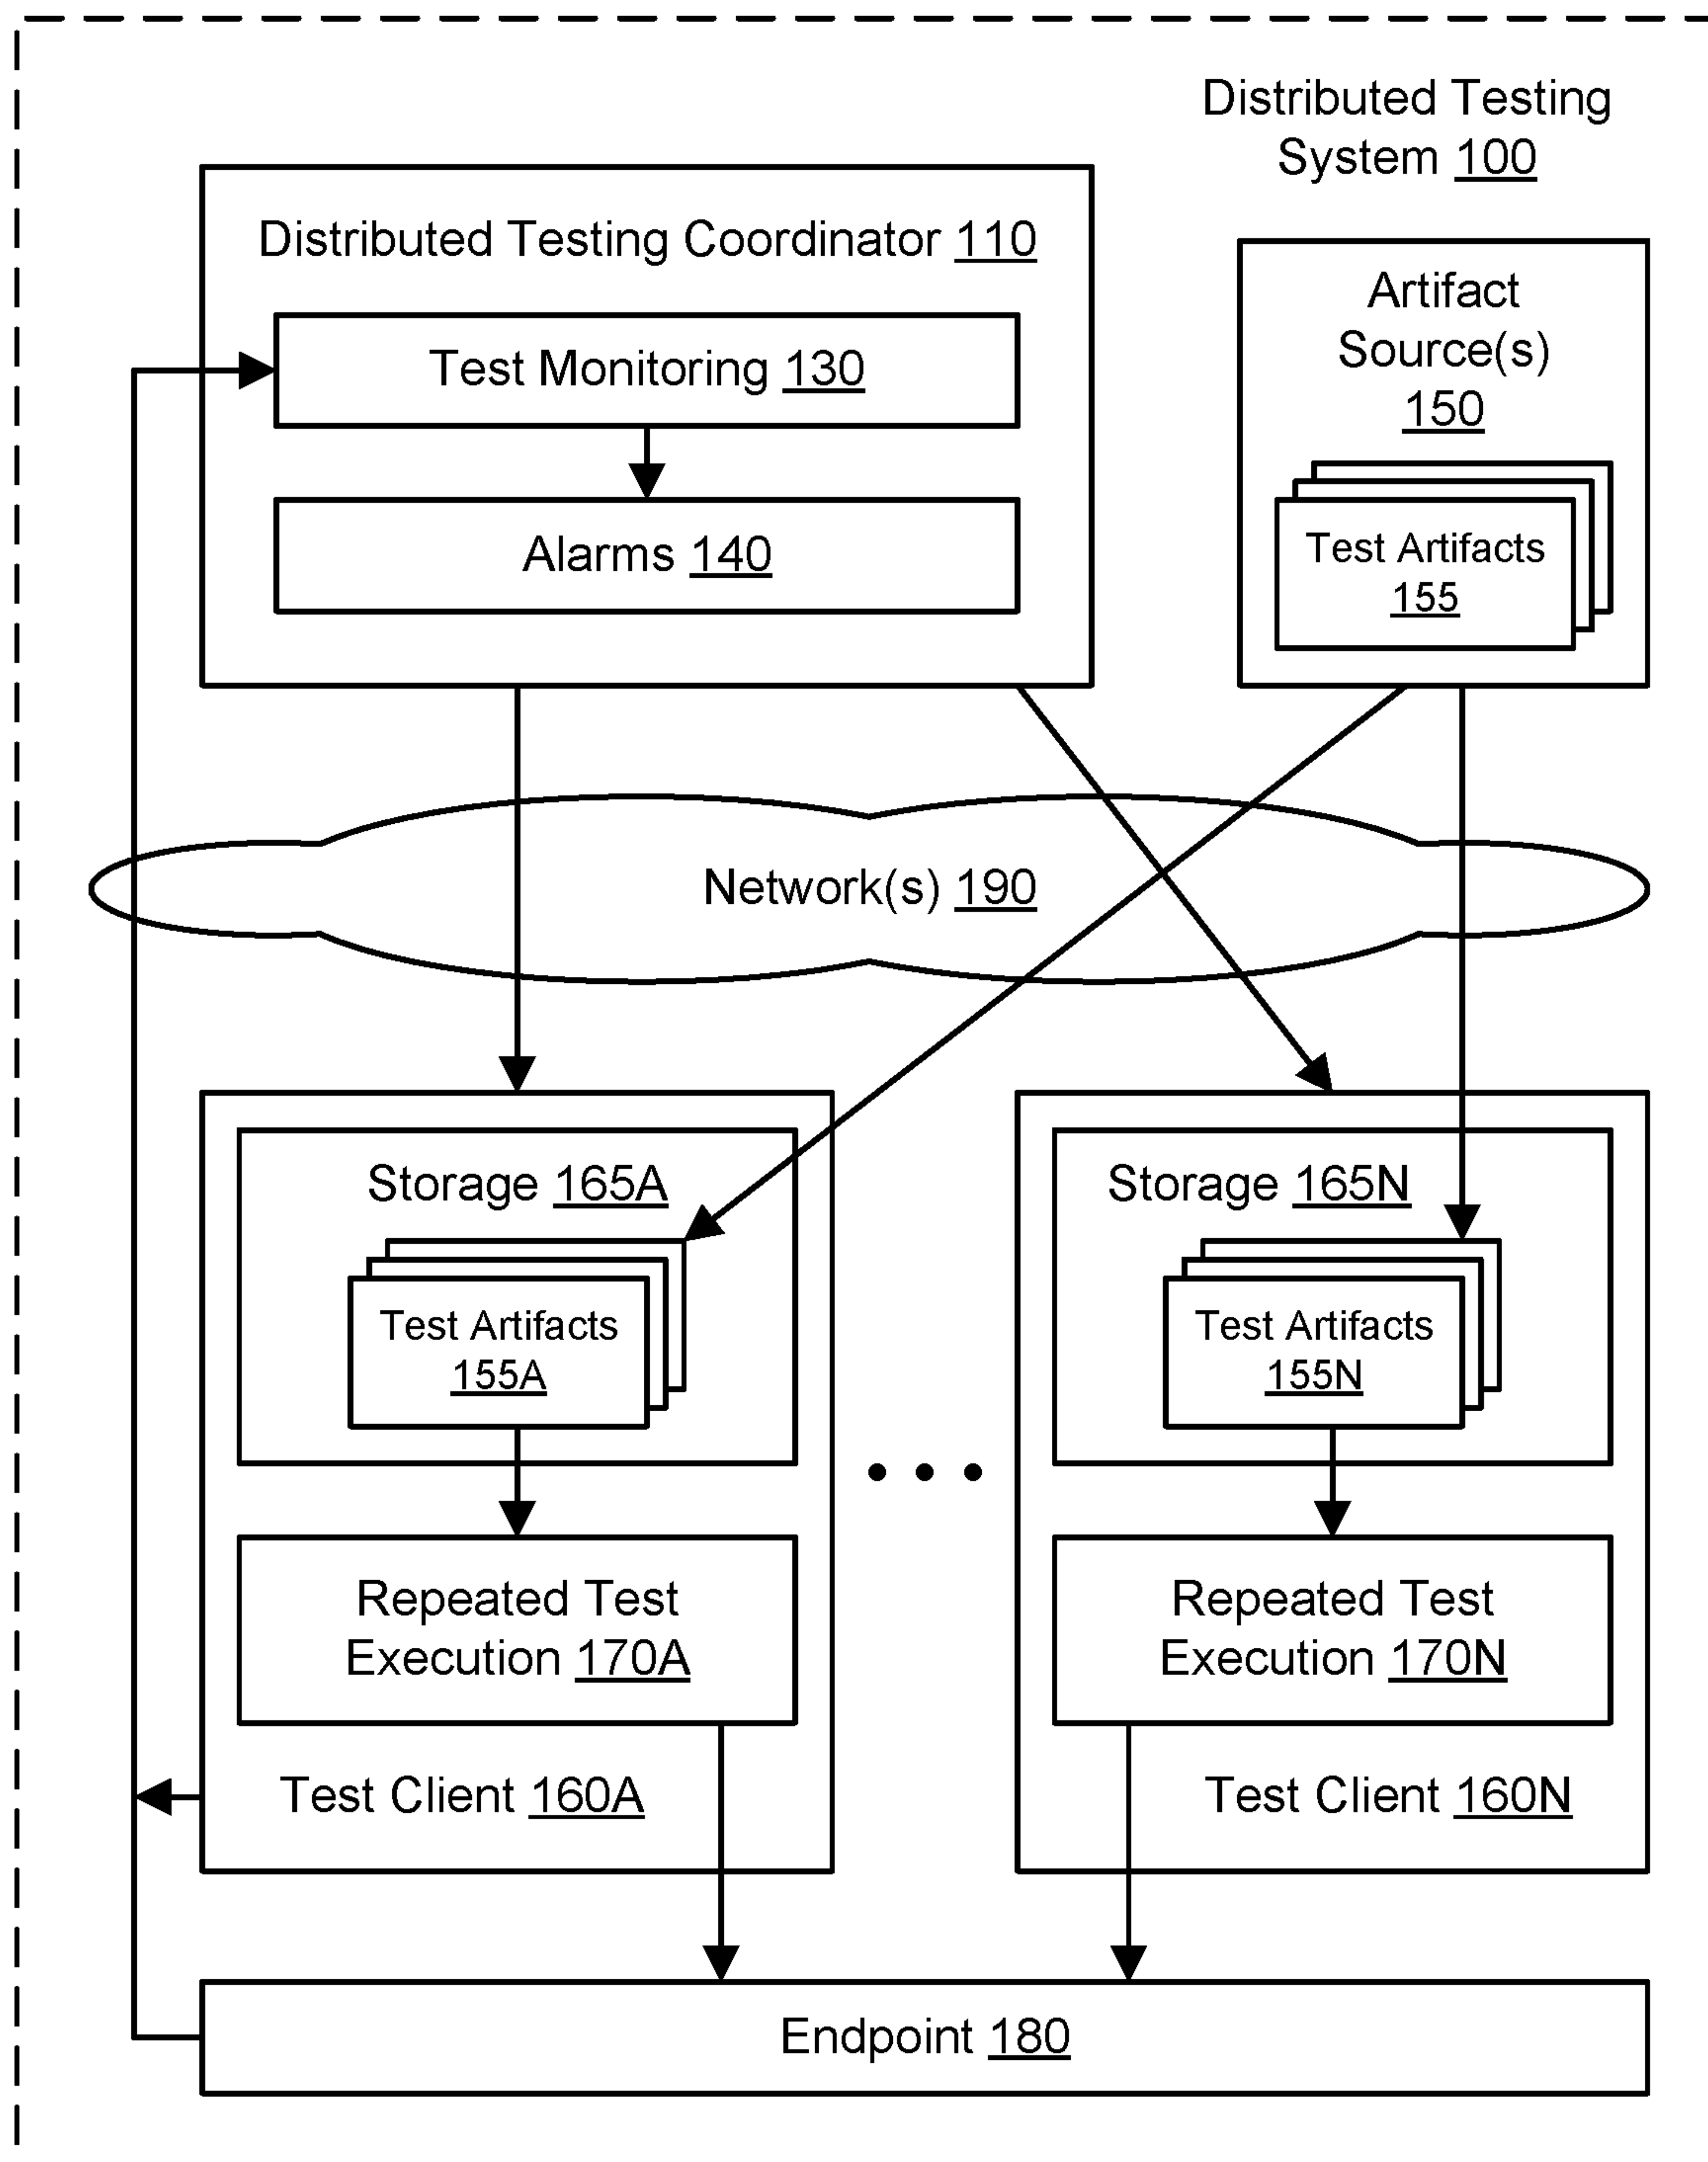 Distributed Testing
System 100
Distributed Testing Coordinator 110
Test Monitoring 130
Alarms 140
Artifact
Source(s)
150
Test Artifacts
155
Network(s) 190
Storage 165A
Test Artifacts
155A
Repeated Test
Execution 170A
Test Client 160A
Storage 165N
Test Artifacts
155N
Repeated Test
Execution 170N
Test Client 160N
Endpoint 180